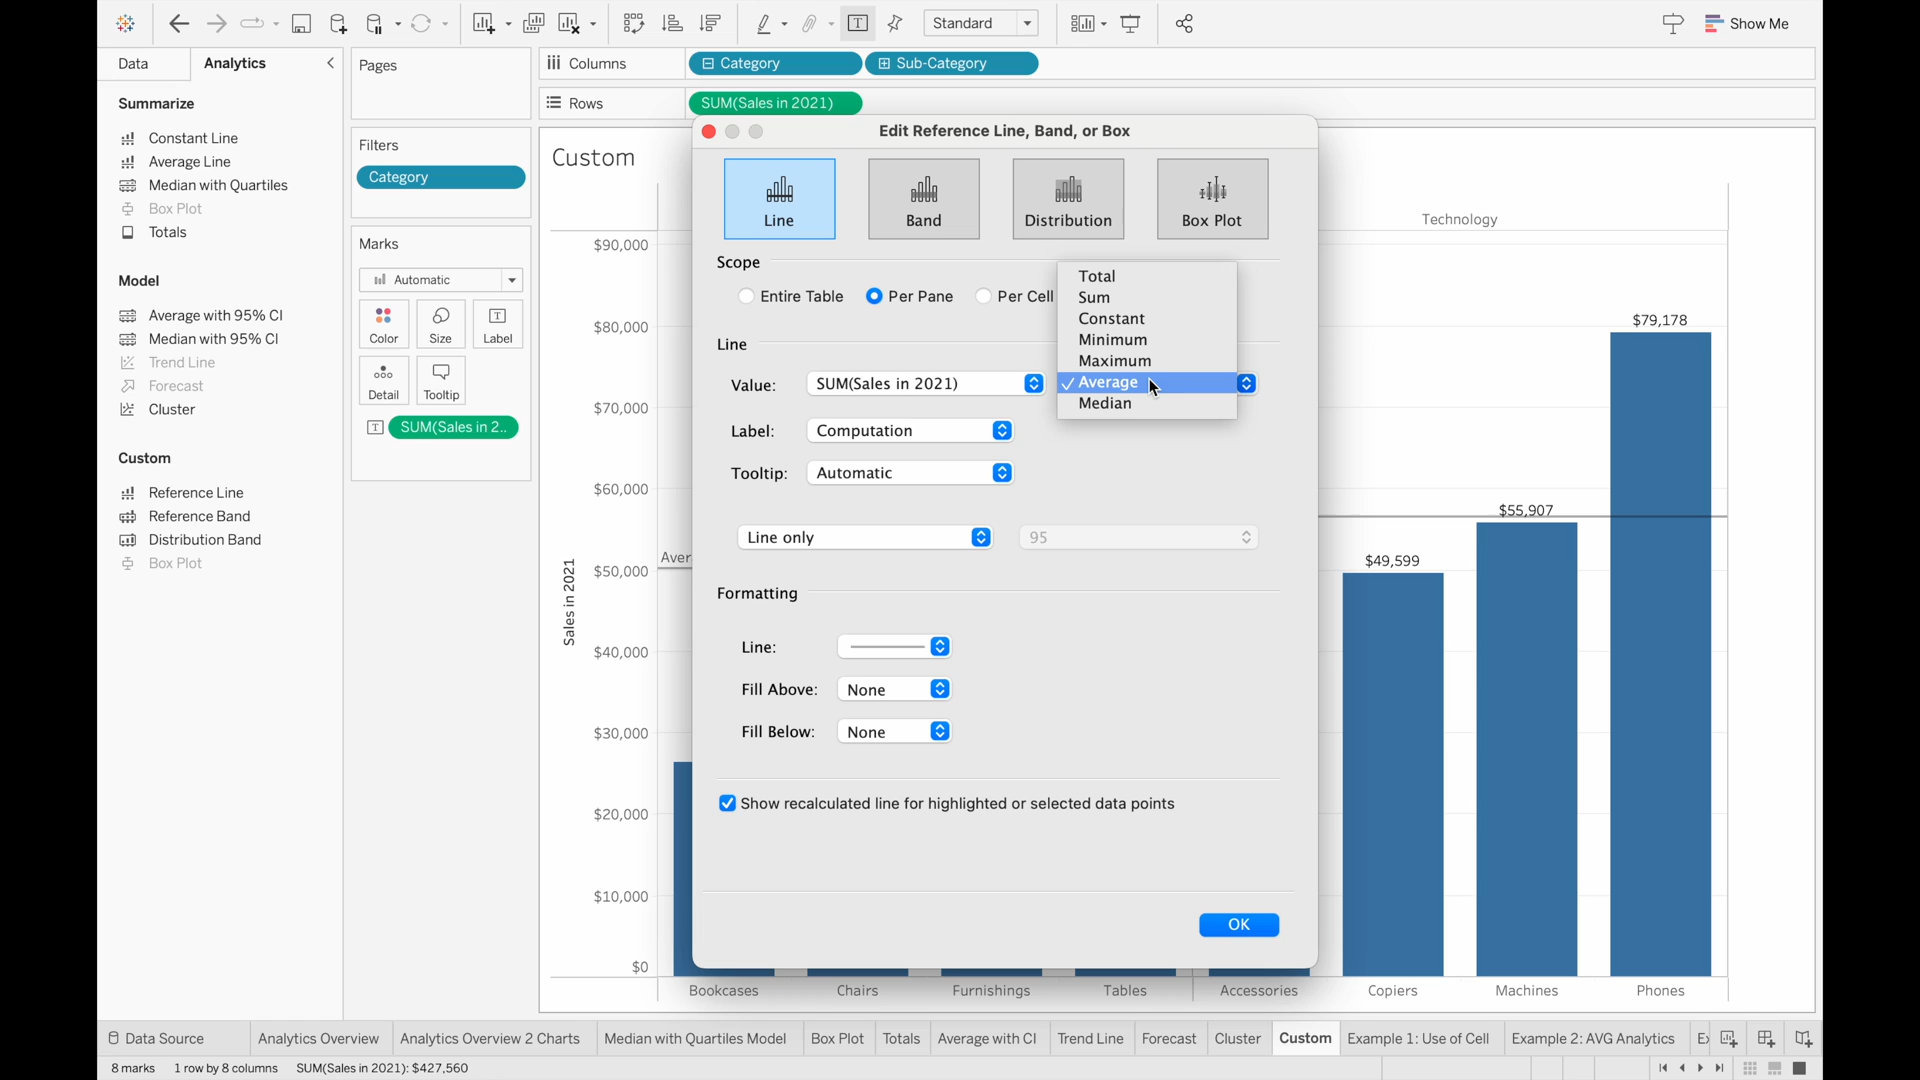 Standard
Show Me
Data
Analytics
Pages
Columns
Category
Sub-Category
Rows
SUM(Sales in 2021)
Summarize
Constant Line
Average Line
Median with Quartiles
Box Plot
Totals
Model
Average with 95% CI
Median with 95% CI
Trend Line
Forecast
Cluster
Custom
Reference Line
Reference Band
Distribution Band
Box Plot
Filters
Category
Marks
Automatic
Color
Size
Label
Detail
Tooltip
SUM(Sales in 2..
Custom
Technology
$90,000
$80,000
$70,000
$60,000
$50,000
$40,000
$30,000
$20,000
$10,000
$0
Sales in 2021
Aver
$49,599
$55,907
$79,178
Bookcases
Chairs
Furnishings
Tables
Accessories
Copiers
Machines
Phones
Edit Reference Line, Band, or Box
Line
Band
Distribution
Box Plot
Scope
Entire Table
Per Pane
Per Cell
Line
Value:
SUM(Sales in 2021)
Total
Sum
Constant
Minimum
Maximum
✓ Average
Median
Label:
Computation
Tooltip:
Automatic
Line only
95
Formatting
Line:
Fill Above:
None
Fill Below:
None
Show recalculated line for highlighted or selected data points
OK
Data Source
Analytics Overview
Analytics Overview 2 Charts
Median with Quartiles Model
Box Plot
Totals
Average with CI
Trend Line
Forecast
Cluster
Custom
Example 1: Use of Cell
Example 2: AVG Analytics
8 marks
1 row by 8 columns
SUM(Sales in 2021): $427,560